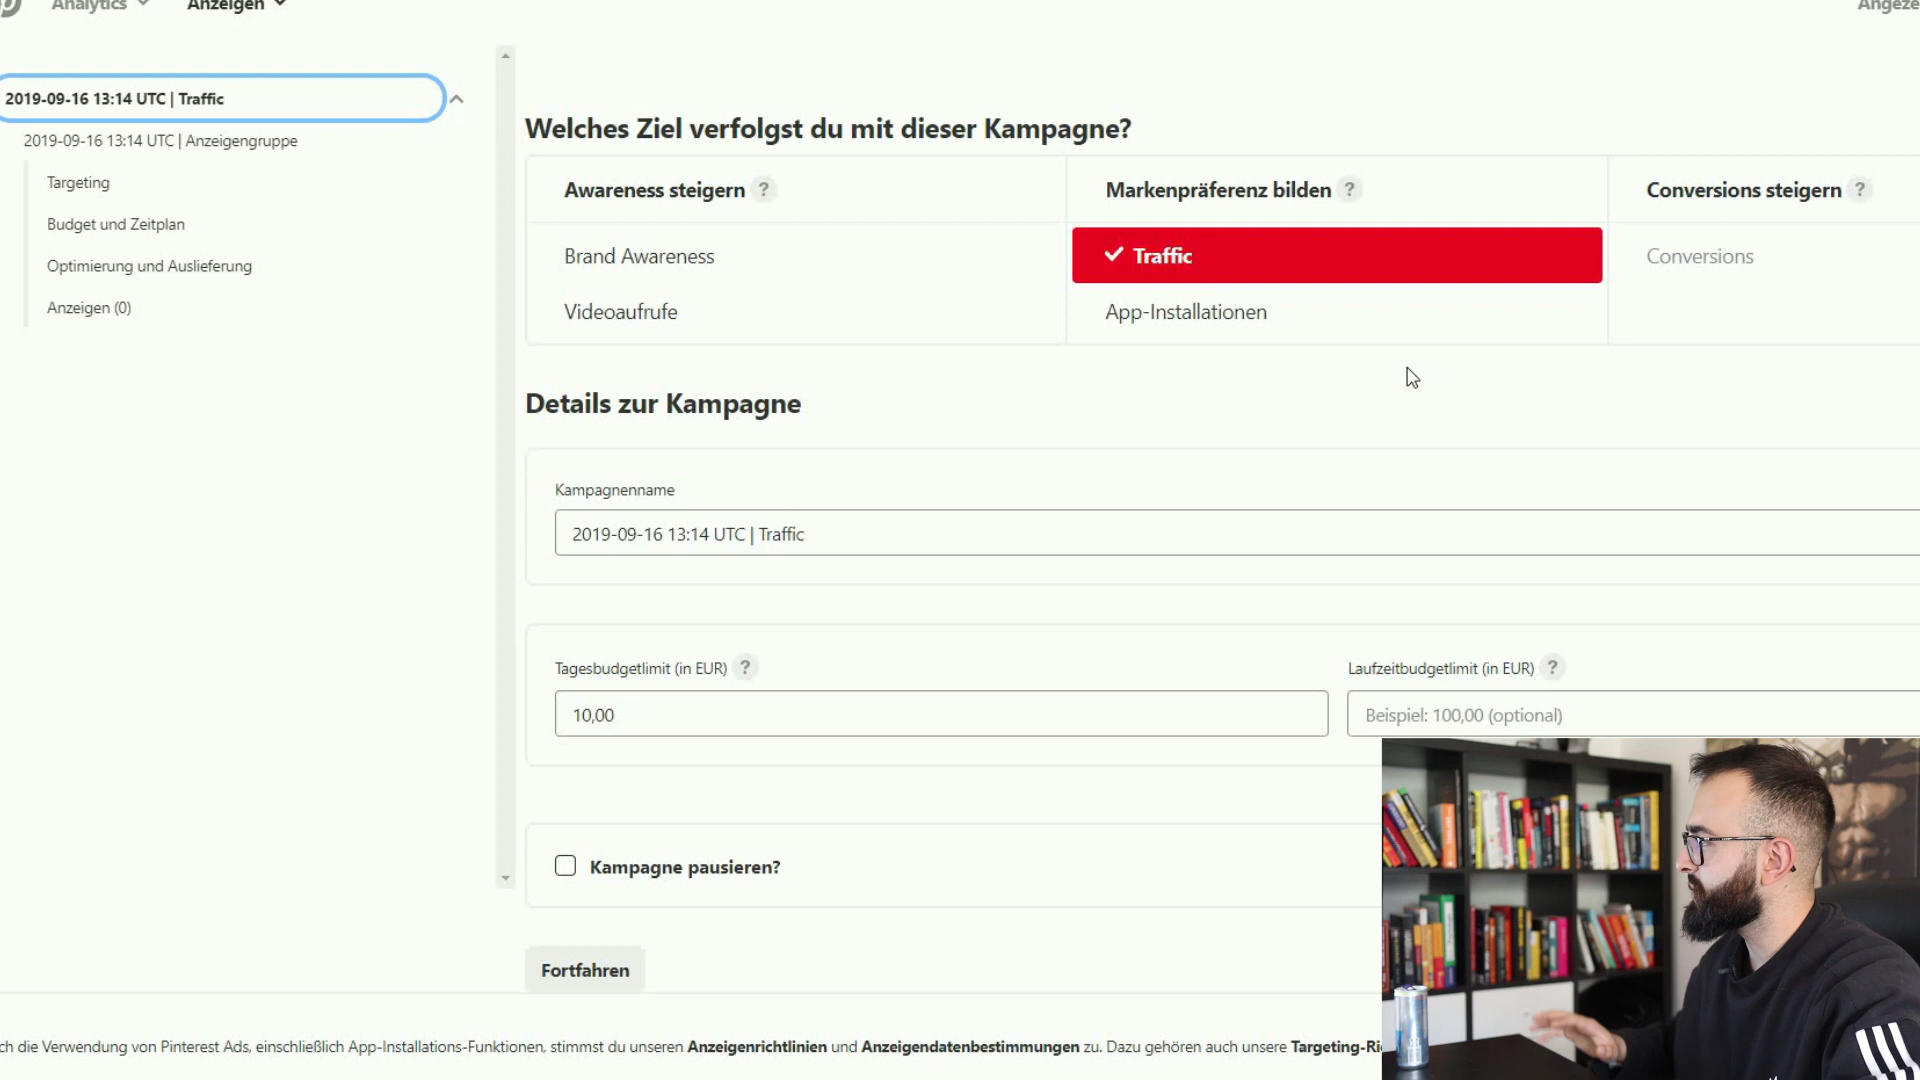 Analytics
Anzeigen
2019-09-16 13:14 UTC | Traffic
2019-09-16 13:14 UTC | Anzeigengruppe
Targeting
Budget und Zeitplan
Optimierung und Auslieferung
Anzeigen (0)
Welches Ziel verfolgst du mit dieser Kampagne?
Awareness steigern ?
Brand Awareness
Videoaufrufe
Markenpräferenz bilden ?
Traffic
App-Installationen
Conversions steigern ?
Conversions
Details zur Kampagne
Kampagnenname
2019-09-16 13:14 UTC | Traffic
Tagesbudgetlimit (in EUR) ?
10,00
Laufzeitbudgetlimit (in EUR) ?
Beispiel: 100,00 (optional)
Kampagne pausieren?
Fortfahren
ch die Verwendung von Pinterest Ads, einschließlich App-Installations-Funktionen, stimmst du unseren Anzeigenrichtlinien und Anzeigendatenbestimmungen zu. Dazu gehören auch unsere